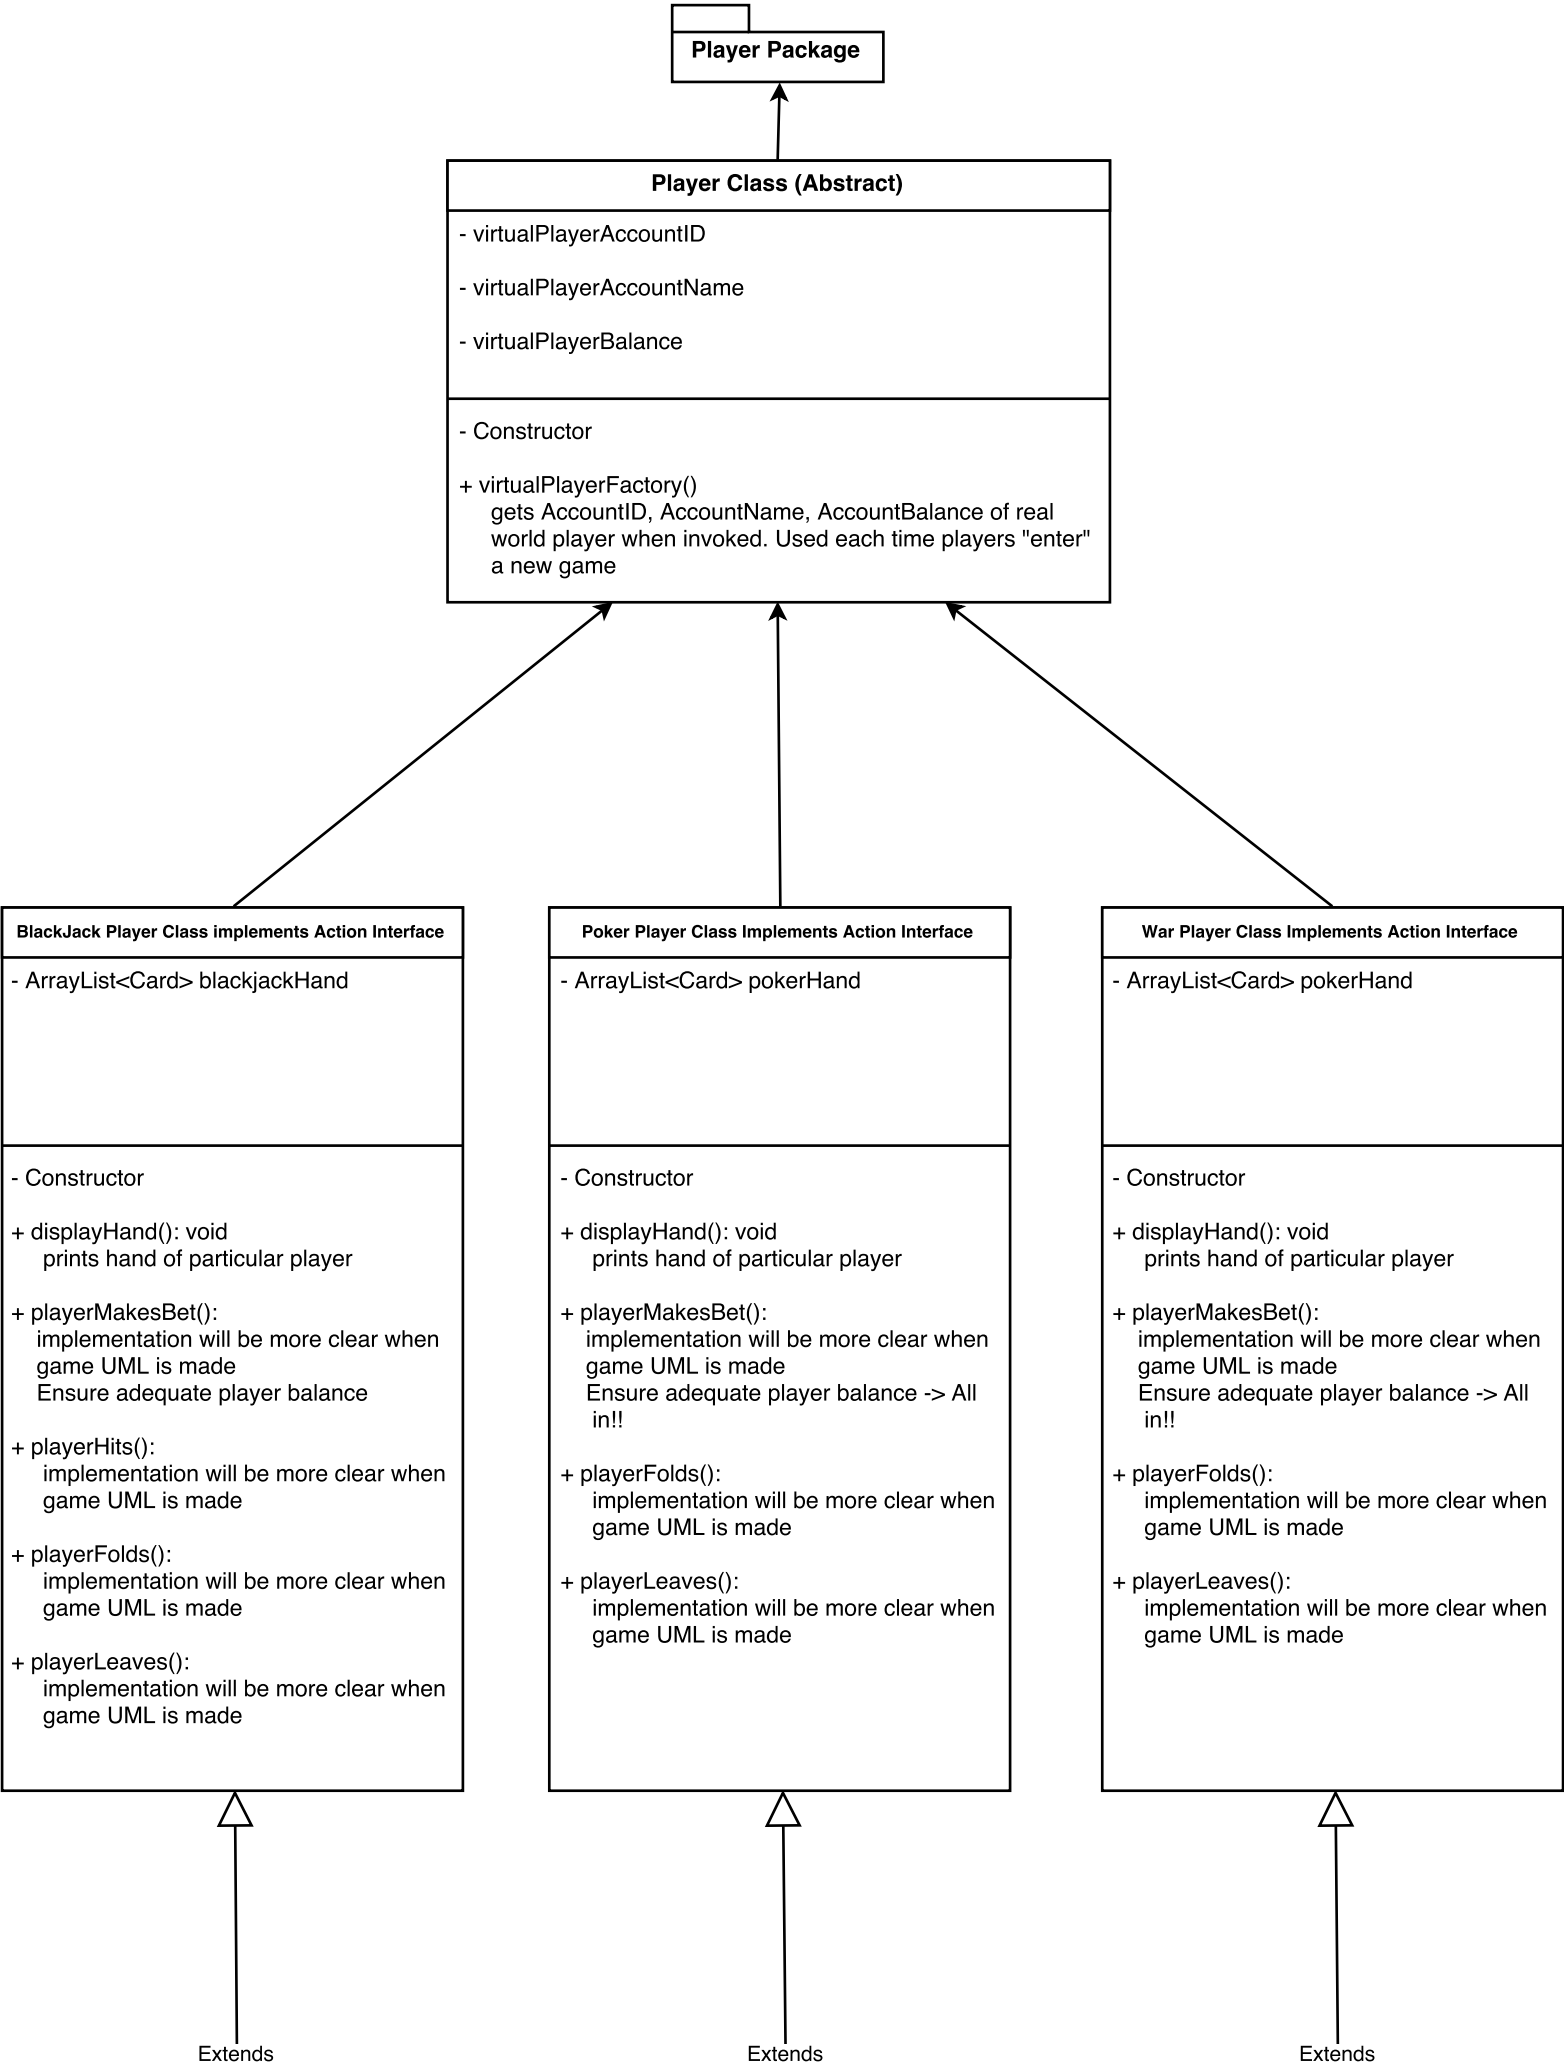 Player Package
Player Class (Abstract)
- virtualPlayerAccountID
- virtualPlayerAccountName
- virtualPlayerBalance
- Constructor
+ virtualPlayerFactory()
gets AccountID, AccountName, AccountBalance of real
world player when invoked. Used each time players "enter"
a new game
BlackJack Player Class implements Action Interface
- ArrayList<Card> blackjackHand
- Constructor
+ displayHand(): void
prints hand of particular player
+ playerMakesBet():
implementation will be more clear when
game UML is made
Ensure adequate player balance
+ playerHits():
implementation will be more clear when
game UML is made
+ playerFolds():
implementation will be more clear when
game UML is made
+ playerLeaves():
implementation will be more clear when
game UML is made
Extends
Poker Player Class Implements Action Interface
- ArrayList<Card> pokerHand
- Constructor
+ displayHand(): void
prints hand of particular player
+ playerMakesBet():
implementation will be more clear when
game UML is made
Ensure adequate player balance -> All
in!!
+ playerFolds():
implementation will be more clear when
game UML is made
+ playerLeaves():
implementation will be more clear when
game UML is made
Extends
War Player Class Implements Action Interface
- ArrayList<Card> pokerHand
- Constructor
+ displayHand(): void
prints hand of particular player
+ playerMakesBet():
implementation will be more clear when
game UML is made
Ensure adequate player balance -> All
in!!
+ playerFolds():
implementation will be more clear when
game UML is made
+ playerLeaves():
implementation will be more clear when
game UML is made
Extends